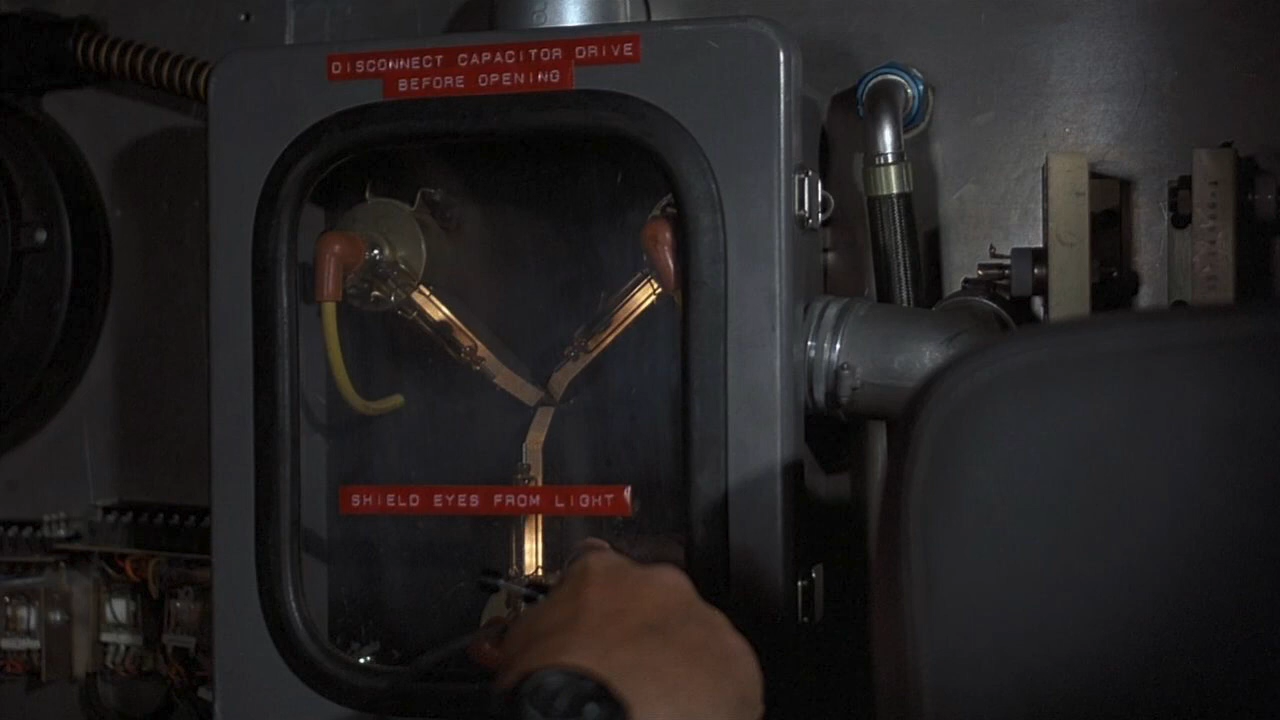 DISCONNECT CAPACITOR DRIVE
BEFORE OPENING
SHIELD EYES FROM LIGHT